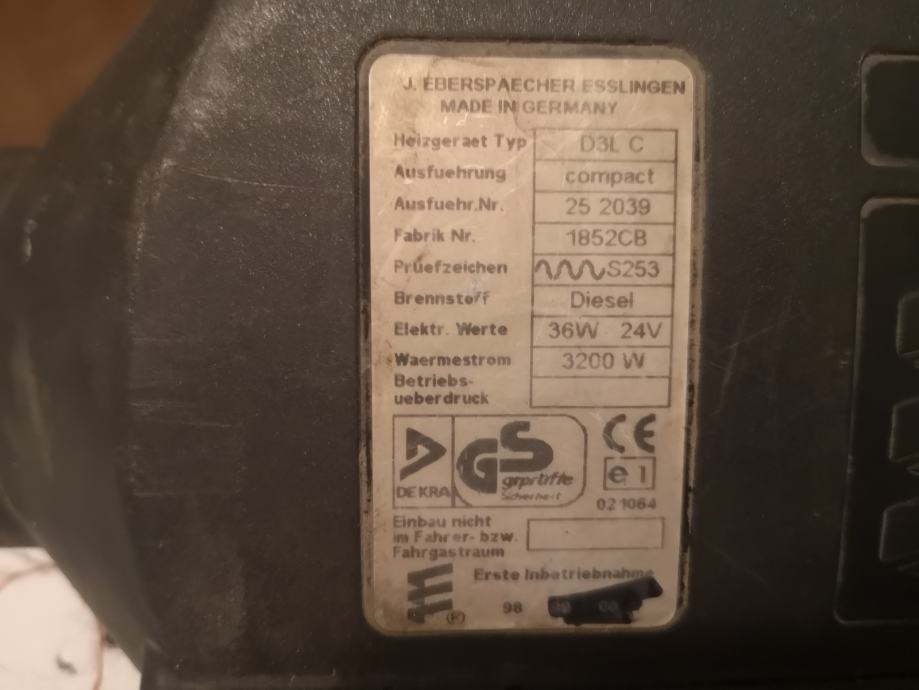 J. EBERSPAECHER ESSLINGEN
MADE IN GERMANY
Heizgeraet Typ D3L C
Ausfuehrung compact
Ausfuehr.Nr. 25 2039
Fabrik Nr. 1852CB
Pruefzeichen S253
Brennstoff Diesel
Elektr. Werte 36W 24V
Waermestrom 3200 W
Betriebs-
ueberdruck
DEKRA GS geprüfte Sicherheit
CE
e 1
021064
Einbau nicht
im Fahrer- bzw.
Fahrgastraum
Erste Inbetriebnahme
98